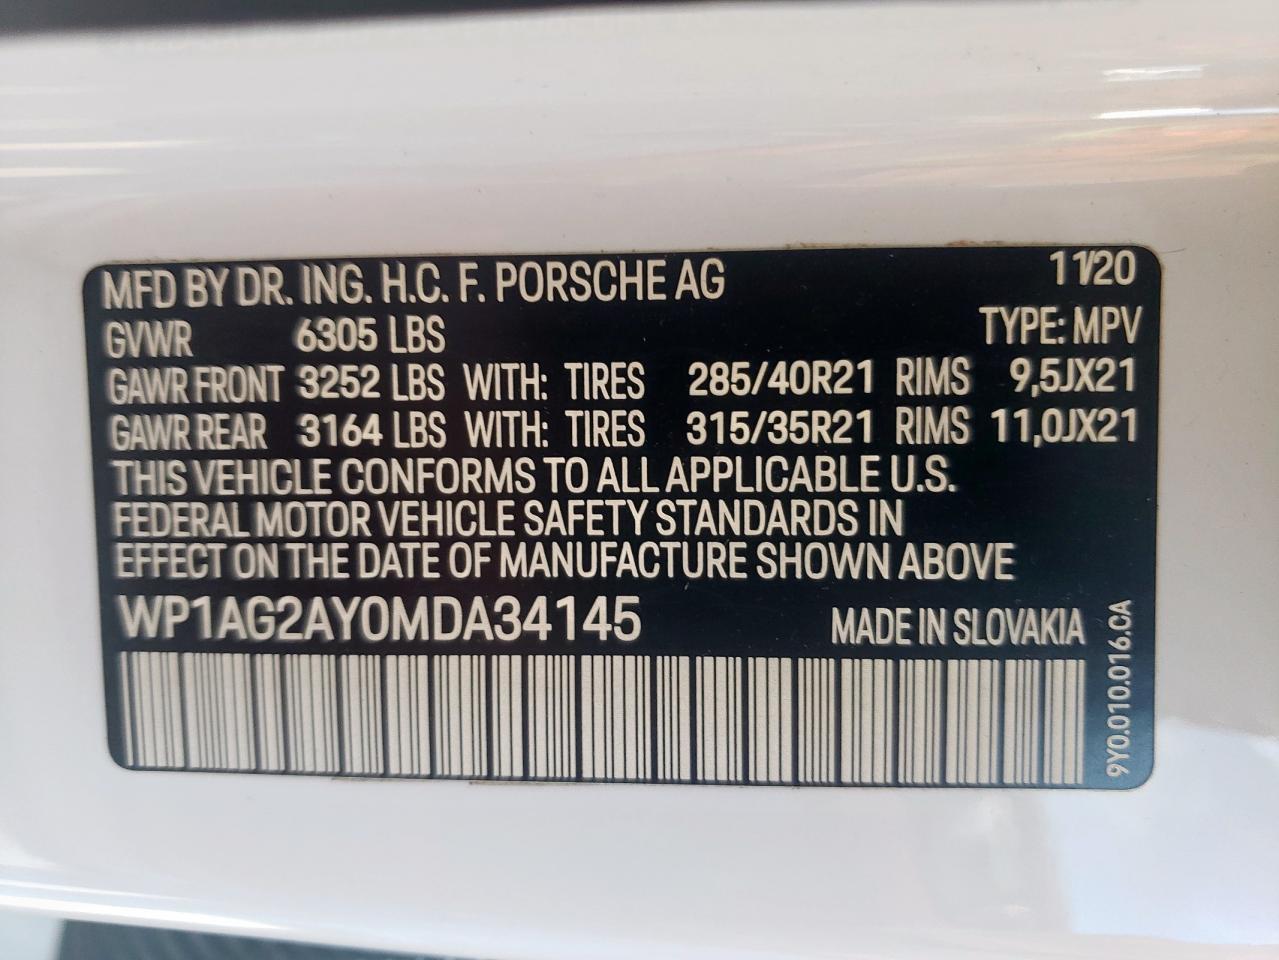 MFD BY DR. ING. H.C. F. PORSCHE AG 11/20
GVWR 6305 LBS TYPE: MPV
GAWR FRONT 3252 LBS WITH: TIRES 285/40R21 RIMS 9,5JX21
GAWR REAR 3164 LBS WITH: TIRES 315/35R21 RIMS 11,0JX21
THIS VEHICLE CONFORMS TO ALL APPLICABLE U.S.
FEDERAL MOTOR VEHICLE SAFETY STANDARDS IN
EFFECT ON THE DATE OF MANUFACTURE SHOWN ABOVE
WP1AG2AY0MDA34145 MADE IN SLOVAKIA
9Y0.010.016.CA